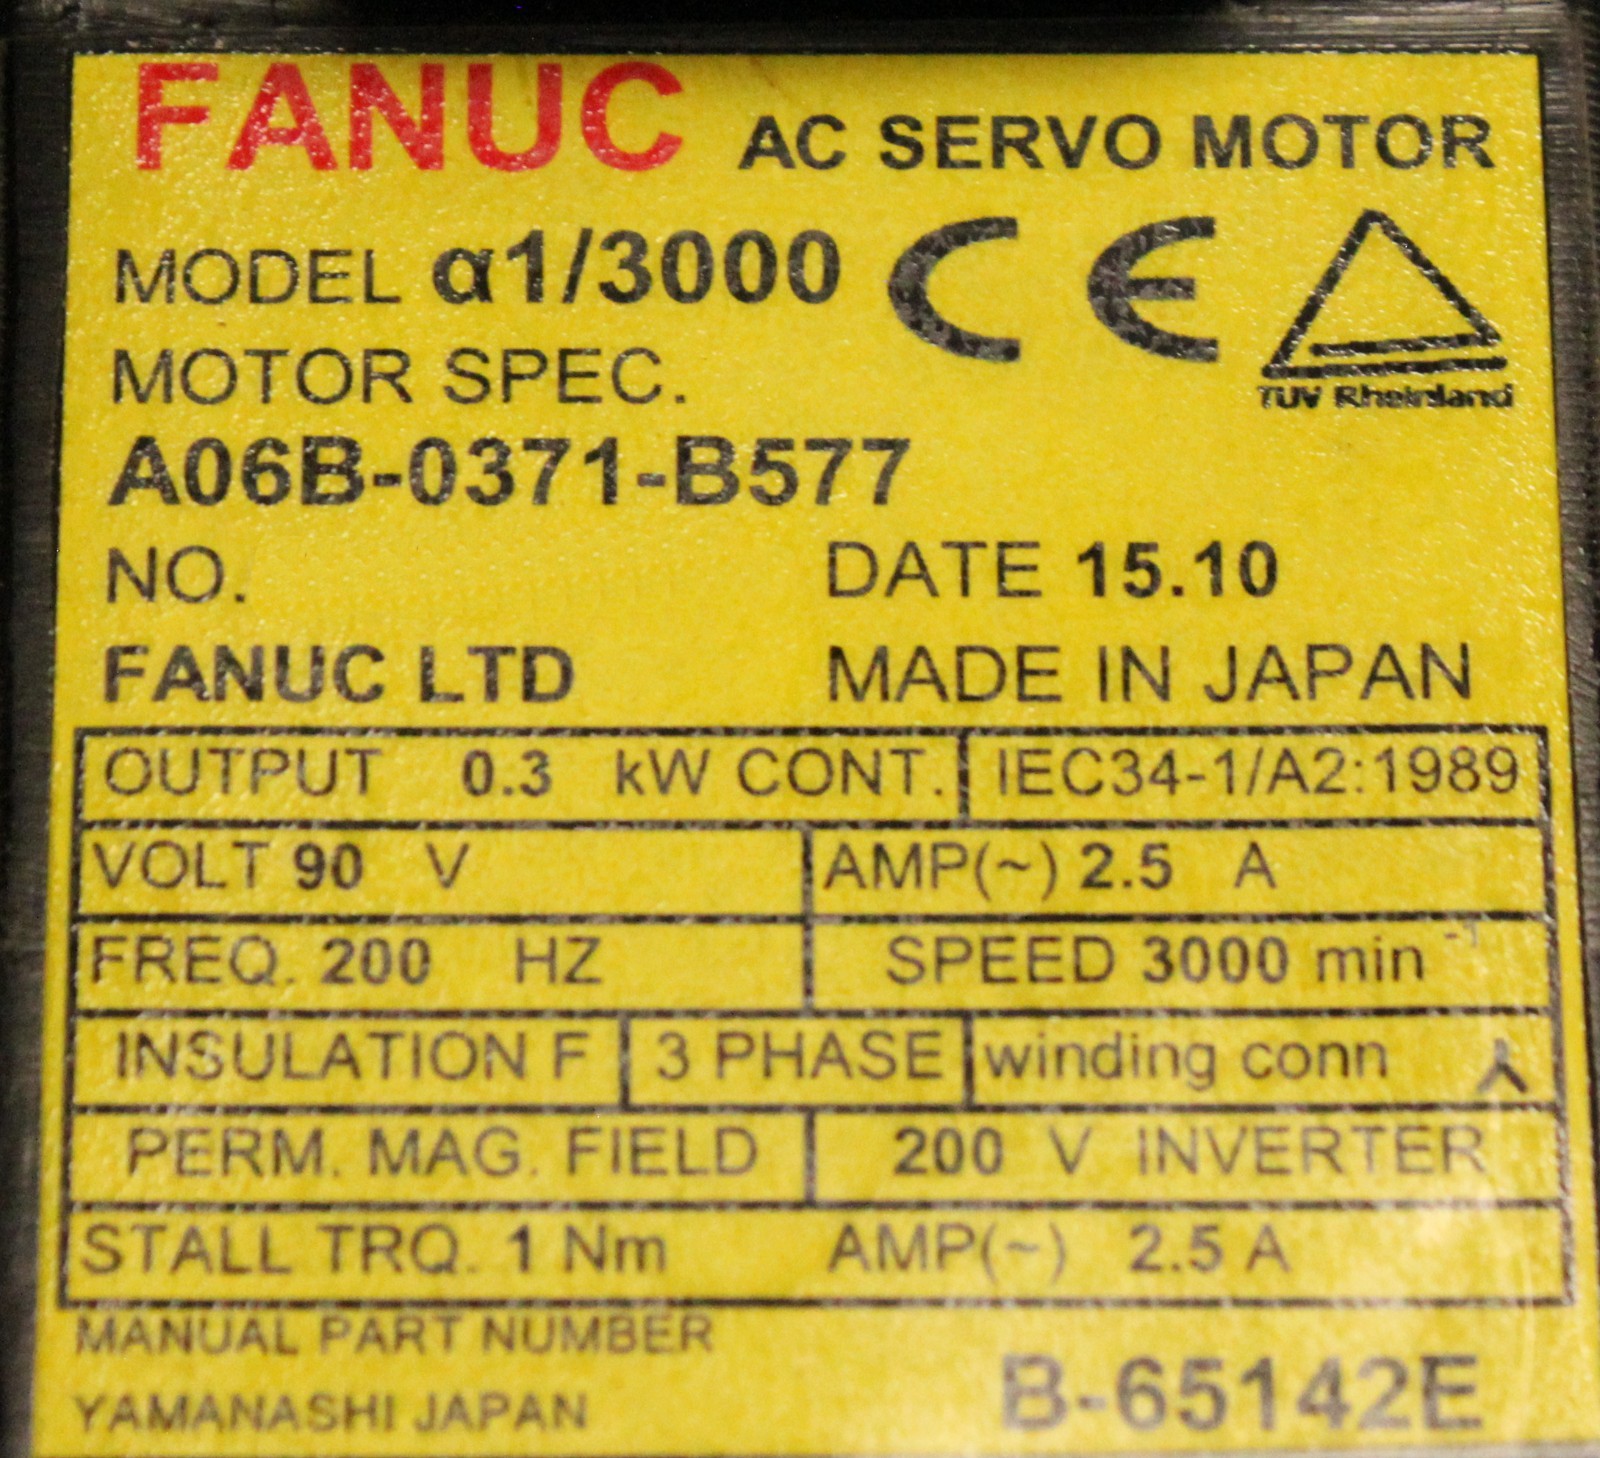 FANUC AC SERVO MOTOR
MODEL α1/3000 CE
MOTOR SPEC.
TUV Rheinland
A06B-0371-B577
NO. DATE 15.10
FANUC LTD MADE IN JAPAN
OUTPUT 0.3 kW CONT. IEC34-1/A2:1989
VOLT 90 V AMP(~) 2.5 A
FREQ. 200 HZ SPEED 3000 min⁻¹
INSULATION F 3 PHASE winding conn
PERM. MAG. FIELD 200 V INVERTER
STALL TRQ. 1 Nm AMP(~) 2.5 A
MANUAL PART NUMBER
B-65142E
YAMANASHI JAPAN